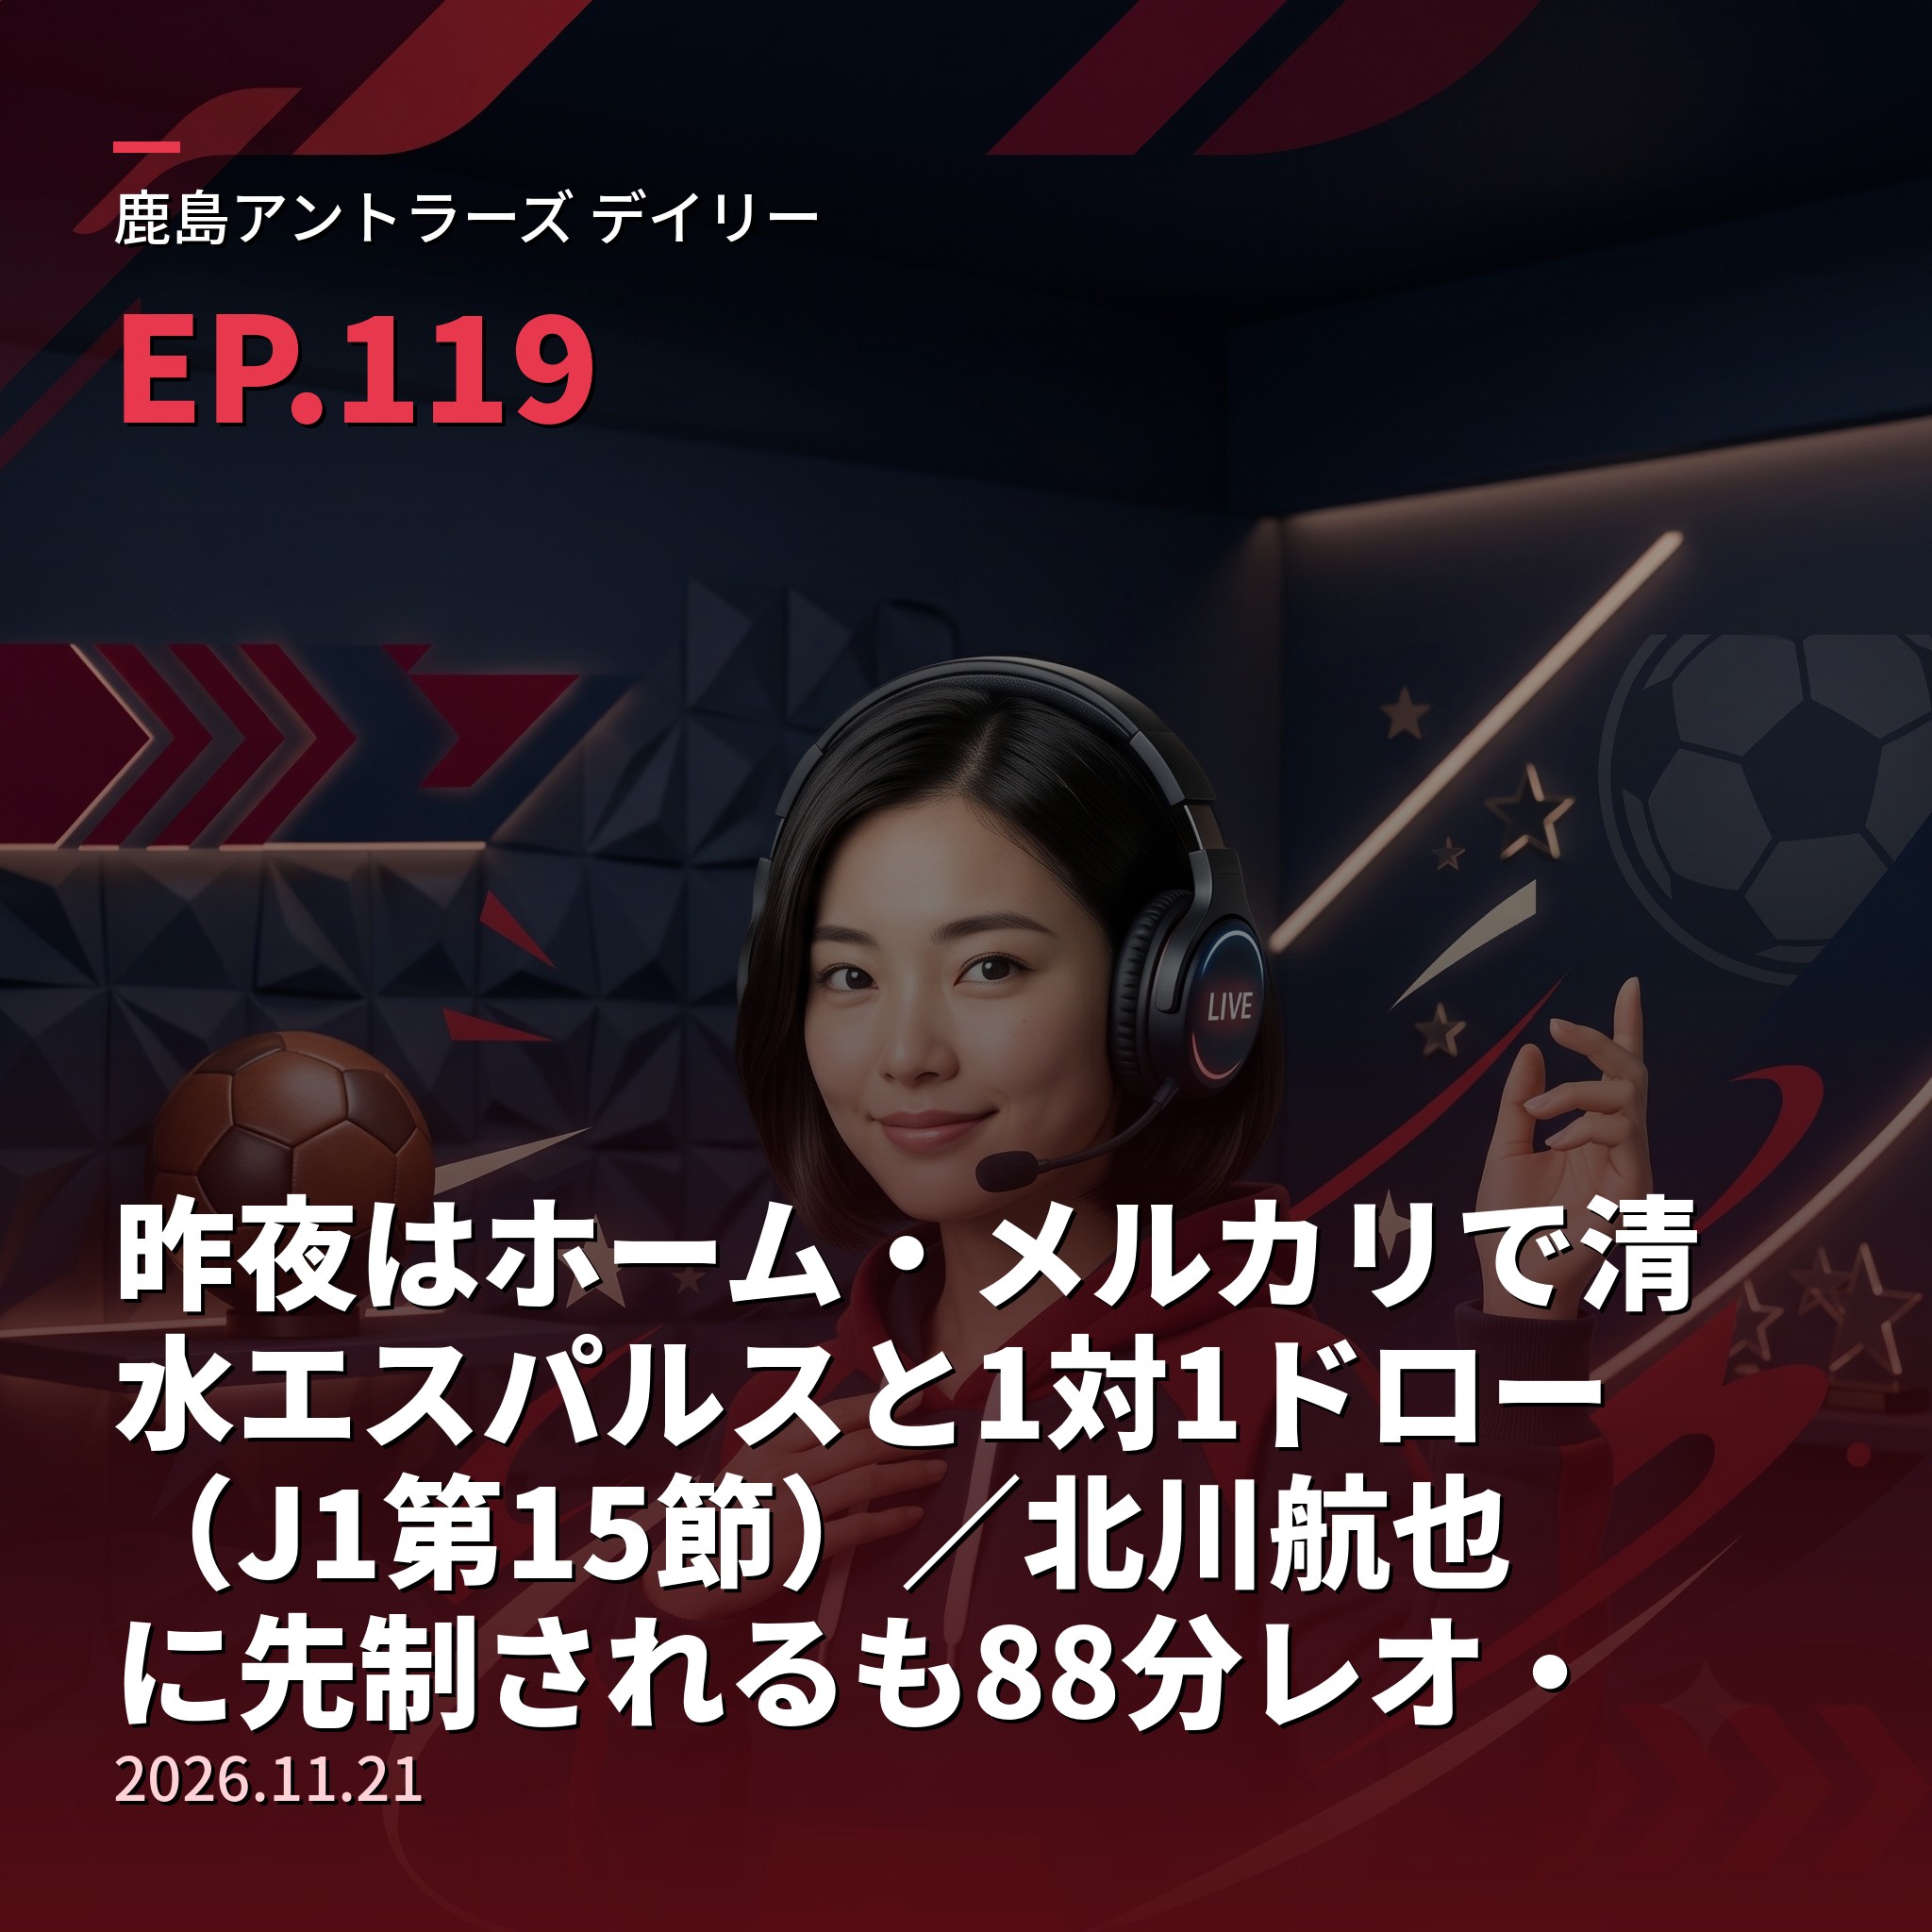 鹿島アントラーズ デイリー
EP.119
LIVE
昨夜はホーム・メルカリで清
水エスパルスと1対1ドロー
（J1第15節）／北川航也
に先制されるも88分レオ・
2026.11.21